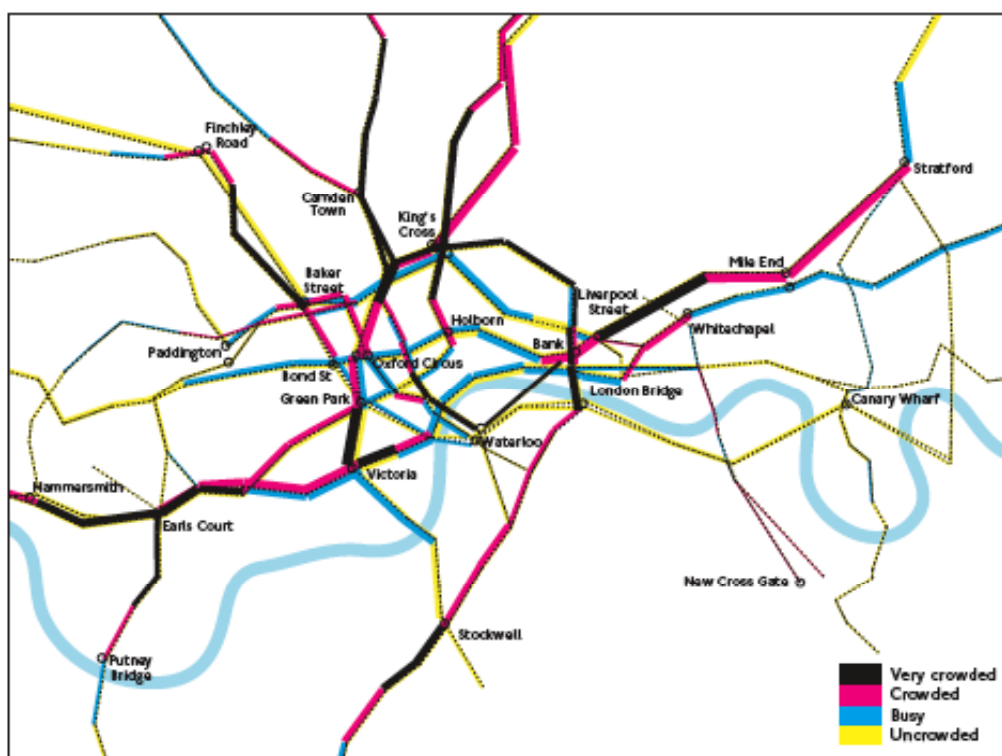 Finchley
Road
Stratford
Camden
Town
King's
Cross
Mile End
Baker
Street
Liverpool
Street
Holborn
Whitechapel
Paddington
Bank
Oxford Circus
Bond St
London Bridge
Green Park
Canary Wharf
Waterloo
Victoria
Hammersmith
Earls Court
New Cross Gate
Stockwell
Putney
Bridge
Very crowded
Crowded
Busy
Uncrowded